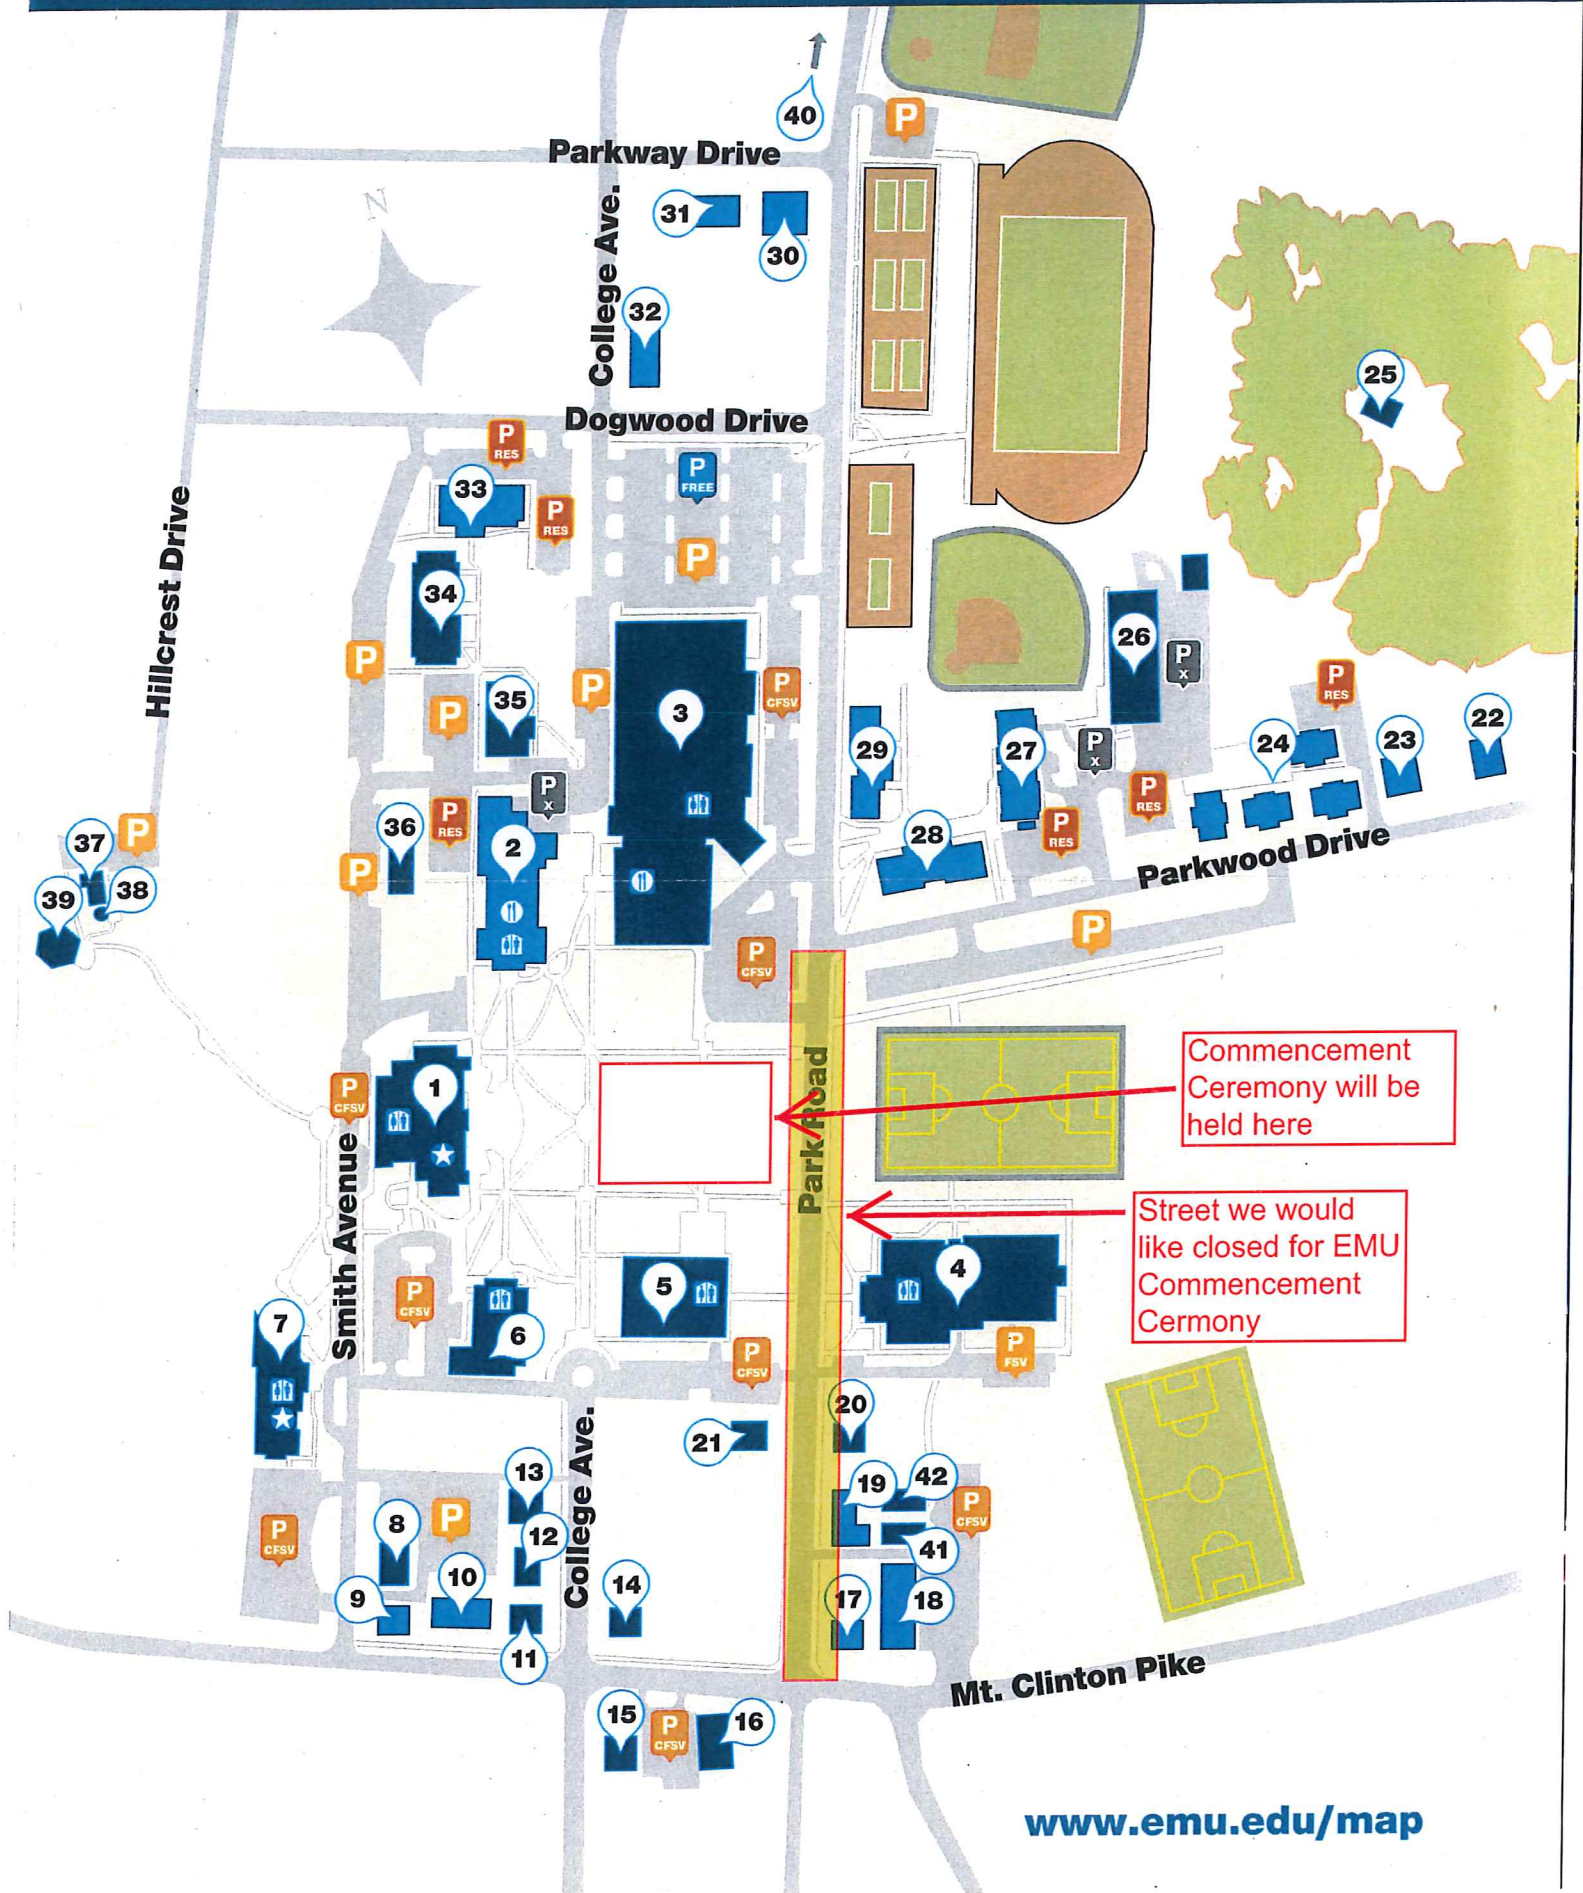 40
P
Parkway Drive
N
College Ave.
31
30
32
25
Dogwood Drive
P
RES
P
FREE
33
P
RES
P
Hillcrest Drive
34
26
P
x
P
P
P
CFSV
P
RES
35
3
P
22
29
27
P
x
24
23
P
x
P
RES
36
P
RES
2
P
RES
28
37
P
P
38
39
Parkwood Drive
P
P
CFSV
Park Road
Commencement
Ceremony will be
held here
1
P
CFSV
Smith Avenue
Street we would
like closed for EMU
Commencement
Cermony
4
5
P
CFSV
7
6
P
FSV
P
CFSV
20
21
College Ave.
13
19
42
P
CFSV
8
P
12
41
P
CFSV
10
14
9
17
18
11
Mt. Clinton Pike
15
P
CFSV
16
www.emu.edu/map